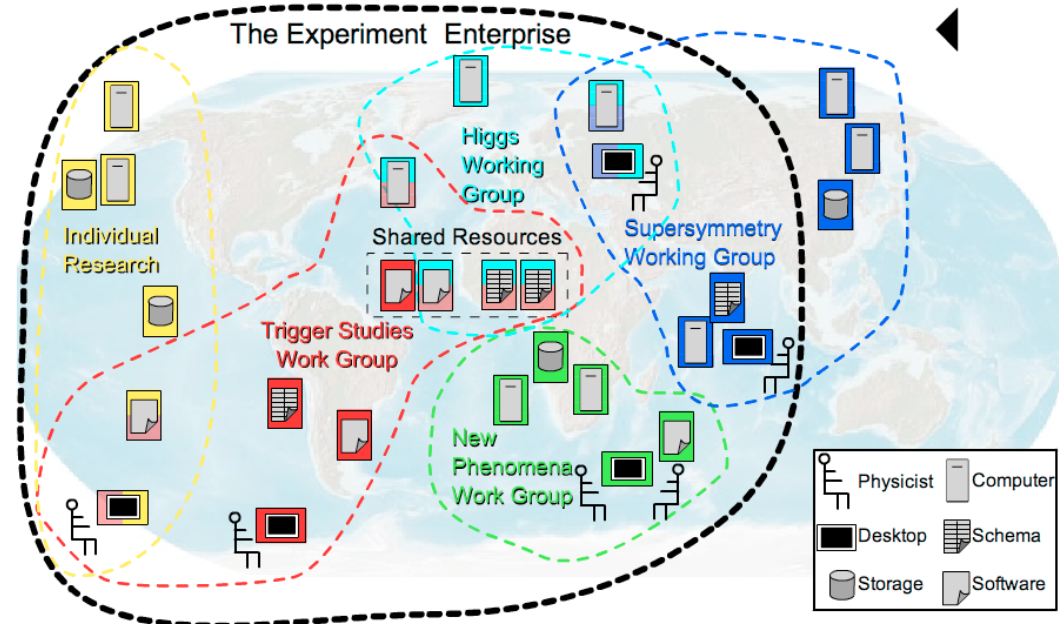 The Experiment Enterprise
Higgs
Working
Group
Individual
Research
Shared Resources
Supersymmetry
Working Group
Trigger Studies
Work Group
New
Phenomena
Work Group
Physicist
Computer
Desktop
Schema
Storage
Software